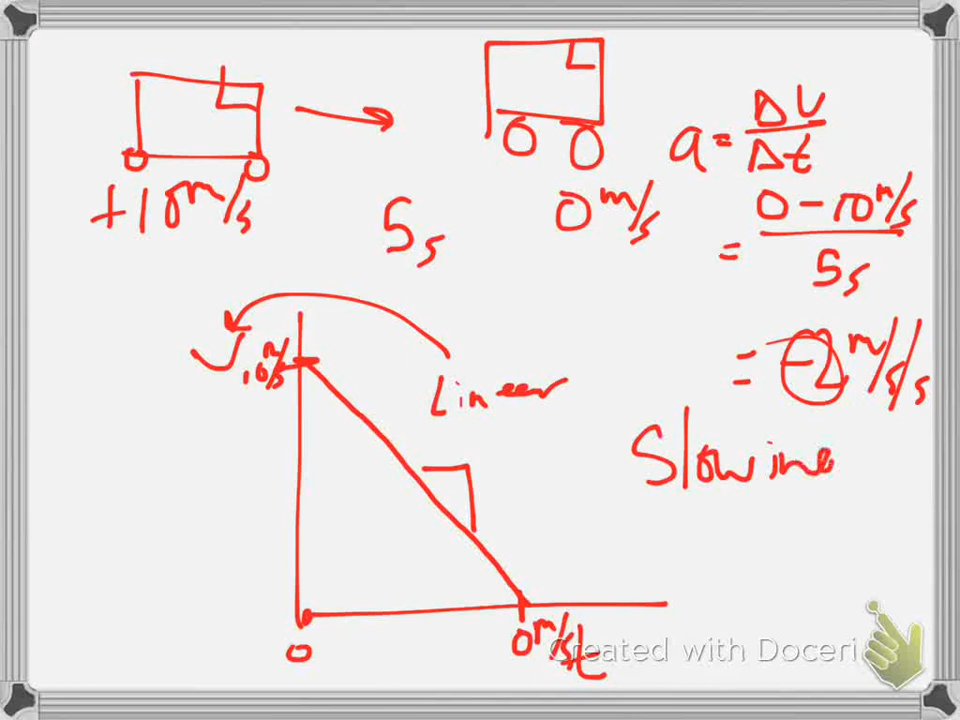 +10 m/s
5s
0 m/s
a = Δv/Δt
= 0 - 10 m/s / 5s
= -2 m/s/s
Slowing
Linear
v
10 m/s
0
0 m/s
t
Created with Doceri